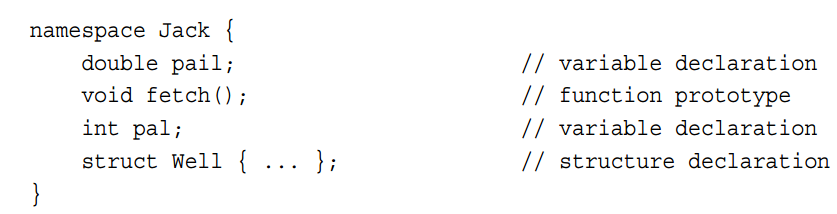 namespace Jack {
    double pail;                      // variable declaration
    void fetch();                     // function prototype
    int pal;                          // variable declaration
    struct Well { ... };              // structure declaration
}